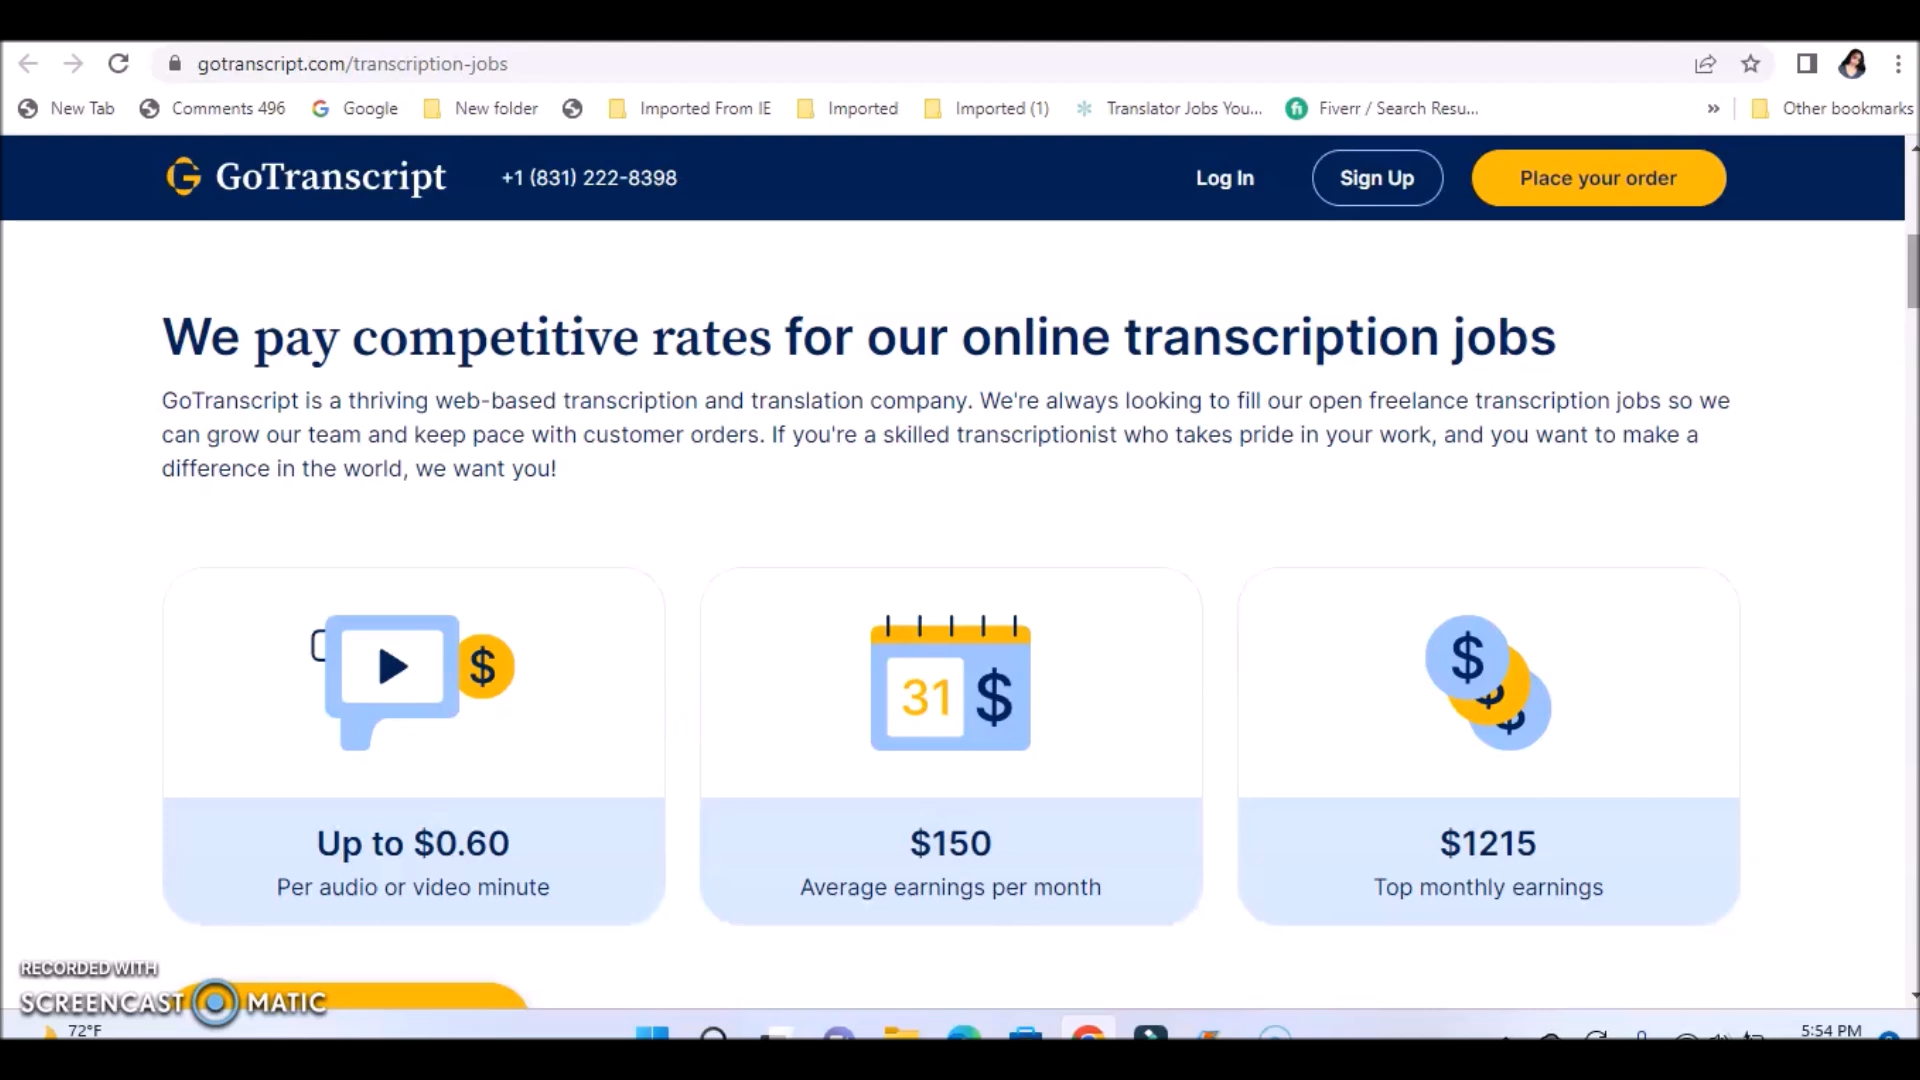 gotranscript.com/transcription-jobs
New Tab Comments 496 Google New folder Imported From IE Imported Imported (1) Translator Jobs You... Fiverr / Search Resu... » Other bookmarks
GoTranscript +1 (831) 222-8398 Log In Sign Up Place your order
We pay competitive rates for our online transcription jobs
GoTranscript is a thriving web-based transcription and translation company. We're always looking to fill our open freelance transcription jobs so we
can grow our team and keep pace with customer orders. If you're a skilled transcriptionist who takes pride in your work, and you want to make a
difference in the world, we want you!
$
31 $
$ $ $
Up to $0.60
Per audio or video minute
$150
Average earnings per month
$1215
Top monthly earnings
RECORDED WITH
SCREENCAST MATIC
72°F
5:54 PM